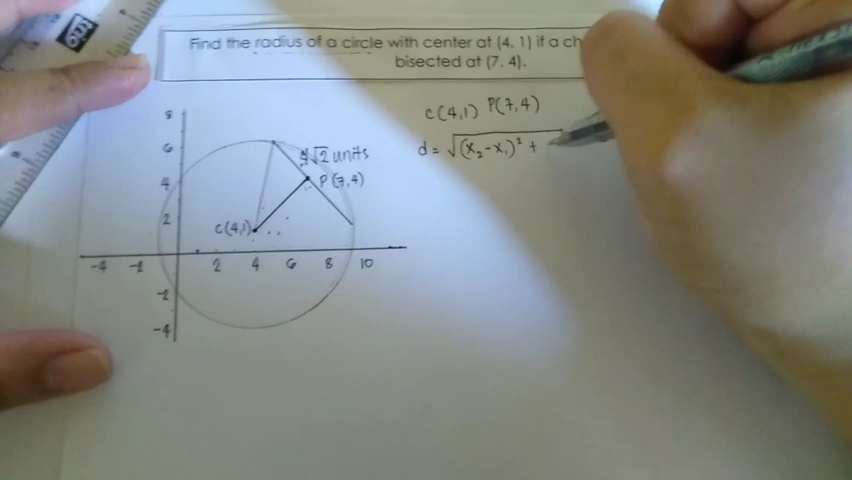 Find the radius of a circle with center at (4, 1) if a ch
bisected at (7, 4).
C(4,1) P(7,4)
d = √(x₂-x₁)² +
8
6
4
2
-2
-4
4√2 units
P(7,4)
C(4,1)
-4 -1 2 4 6 8 10